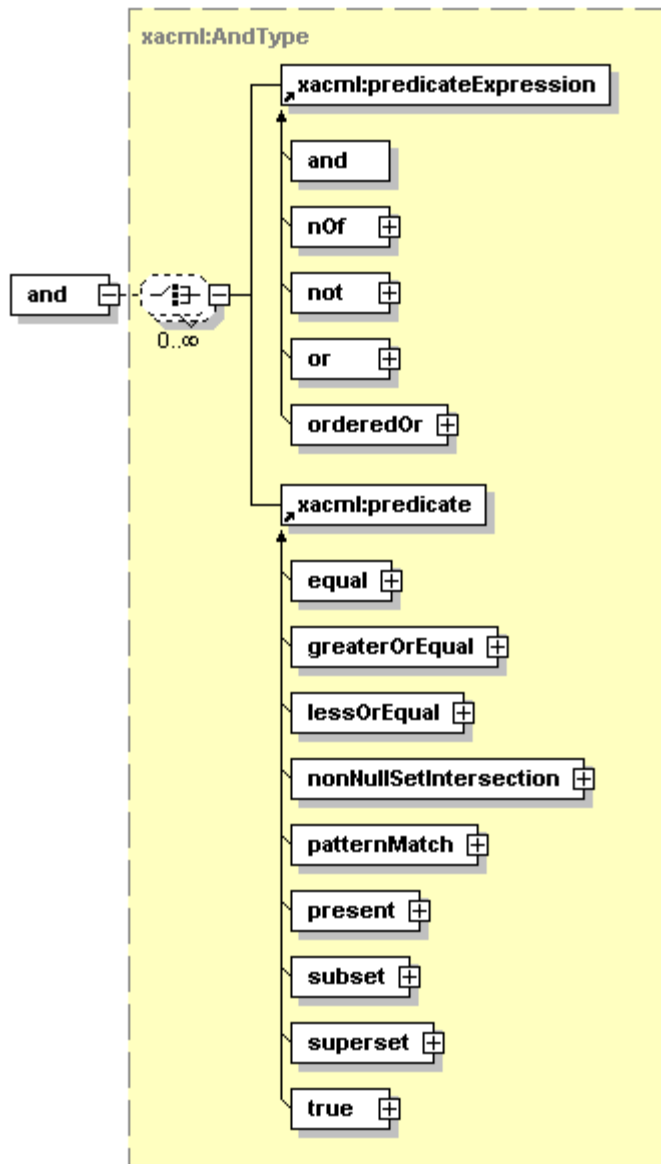 xacml:AndType
xacml:predicateExpression
and
nOf
not
and
0..∞
or
orderedOr
xacml:predicate
equal
greaterOrEqual
lessOrEqual
nonNullSetIntersection
patternMatch
present
subset
superset
true